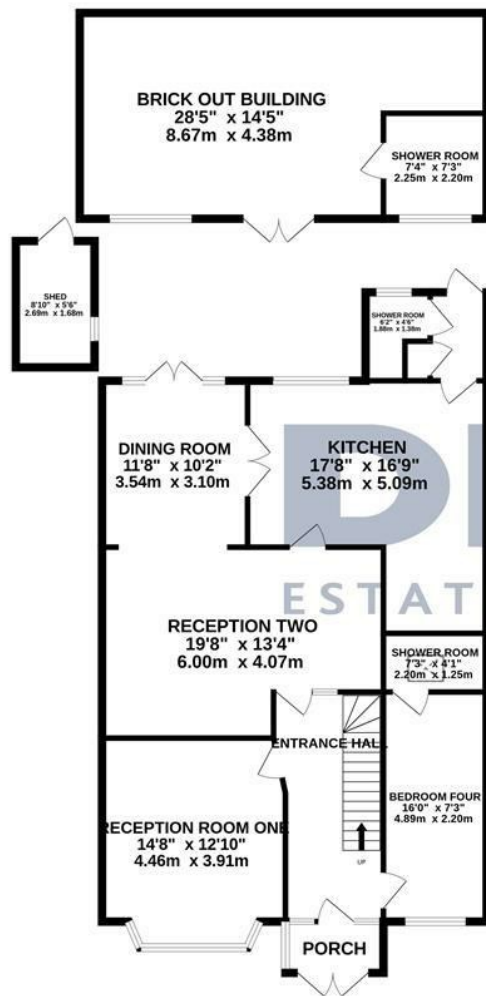 BRICK OUT BUILDING
28'5" x 14'5"
8.67m x 4.38m
SHOWER ROOM
7'4" x 7'3"
2.25m x 2.20m
SHED
8'10" x 5'6"
2.69m x 1.68m
SHOWER ROOM
6'2" x 4'6"
1.88m x 1.38m
DINING ROOM
11'8" x 10'2"
3.54m x 3.10m
KITCHEN
17'8" x 16'9"
5.38m x 5.09m
ESTAT
RECEPTION TWO
19'8" x 13'4"
6.00m x 4.07m
SHOWER ROOM
7'3" x 4'1"
2.20m x 1.25m
ENTRANCE HALL
BEDROOM FOUR
16'0" x 7'3"
4.89m x 2.20m
RECEPTION ROOM ONE
14'8" x 12'10"
4.46m x 3.91m
UP
PORCH